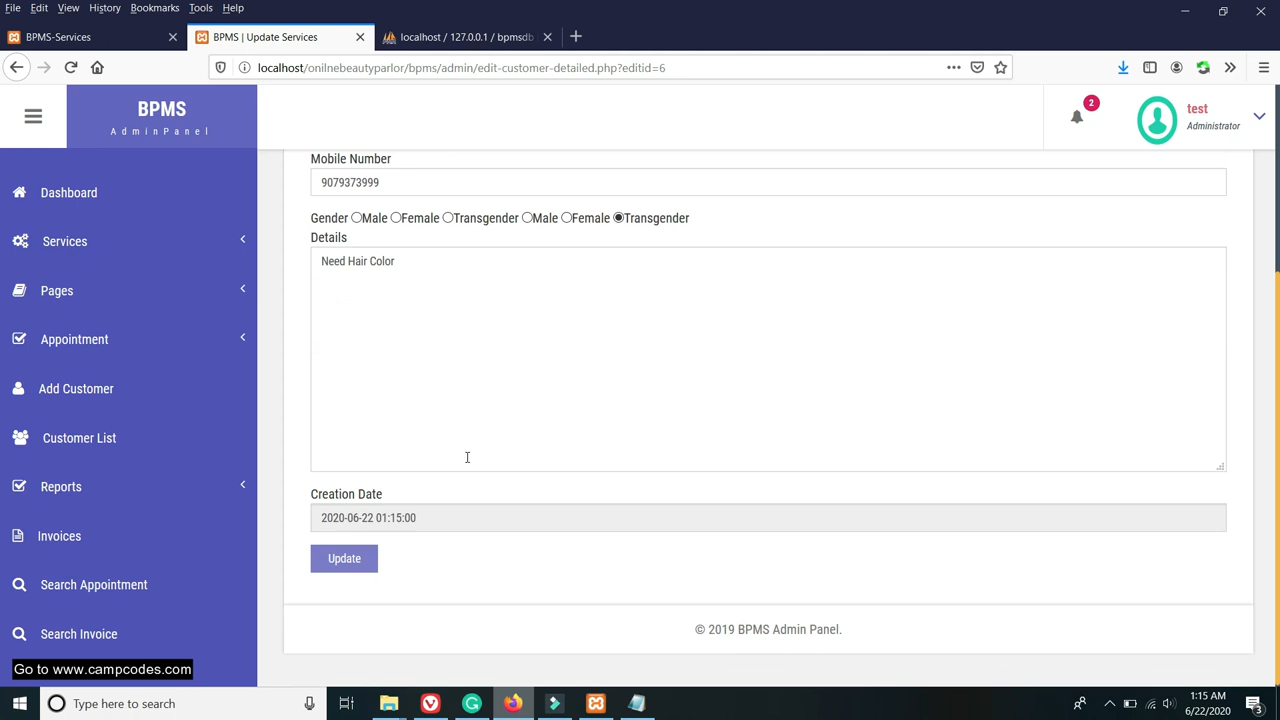 File Edit View History Bookmarks Tools Help
BPMS-Services
BPMS | Update Services
localhost / 127.0.0.1 / bpmsdb
localhost/onilnebeautyparlor/bpms/admin/edit-customer-detailed.php?editid=6
BPMS
AdminPanel
2
test
Administrator
Dashboard
Services
Pages
Appointment
Add Customer
Customer List
Reports
Invoices
Search Appointment
Search Invoice
Go to www.campcodes.com
Mobile Number
9079373999
Gender Male Female Transgender Male Female Transgender
Details
Need Hair Color
Creation Date
2020-06-22 01:15:00
Update
© 2019 BPMS Admin Panel.
Type here to search
1:15 AM
6/22/2020
3